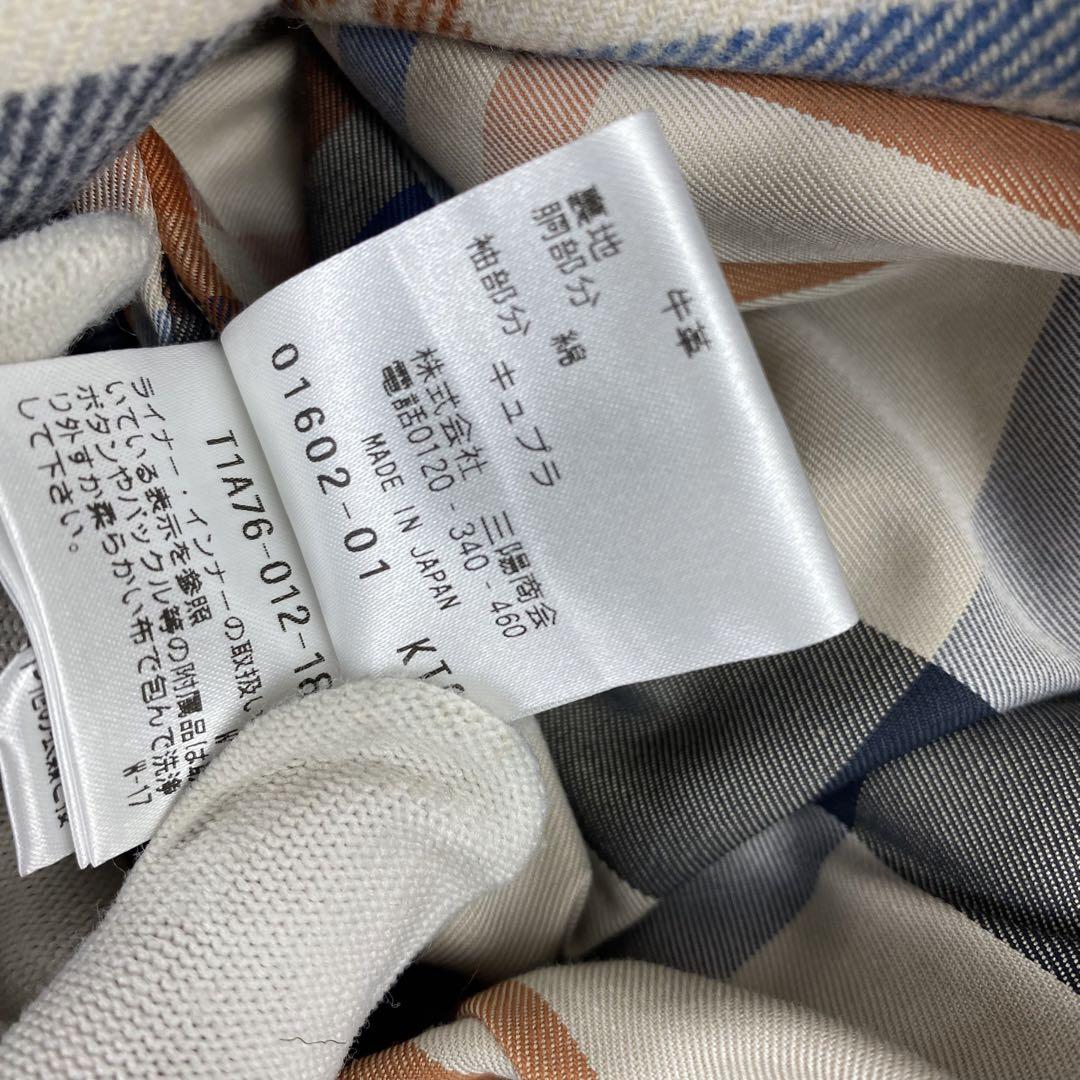 牛革
裏地
胴部分 綿
袖部分 キュプラ
株式会社 三陽商会
電話0120-340-460
MADE IN JAPAN
01602-01
T1A76-012-18
ライナー・インナーの取扱い
いている表示を参照
ボタンやバックル等の附属品は
り外すか柔らかい布で包んで洗浄
して下さい。
W-17